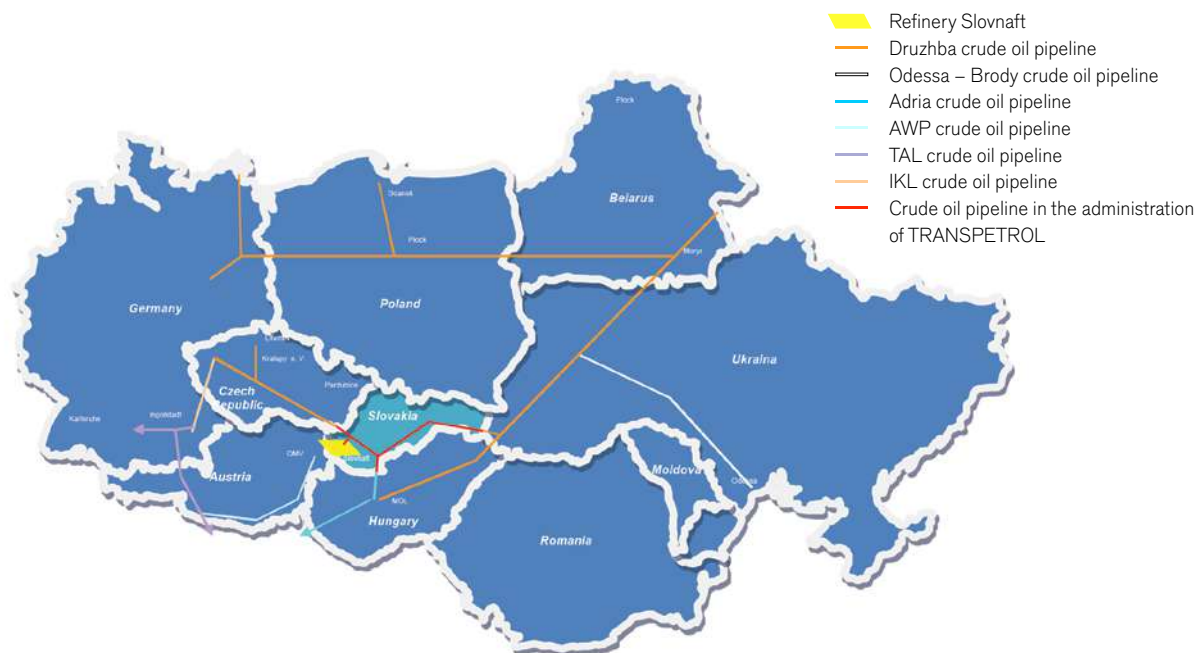 Refinery Slovnaft
Druzhba crude oil pipeline
Odessa – Brody crude oil pipeline
Adria crude oil pipeline
AWP crude oil pipeline
TAL crude oil pipeline
IKL crude oil pipeline
Crude oil pipeline in the administration
of TRANSPETROL
Plock
Gdansk
Belarus
Plock
Mozyr
Germany
Poland
Ukraina
Kralupy n. V.
Pardubice
Czech
Republic
Slovakia
Karlsruhe
Ingolstadt
Slovnaft
OMV
Austria
Moldova
Odessa
MOL
Hungary
Romania